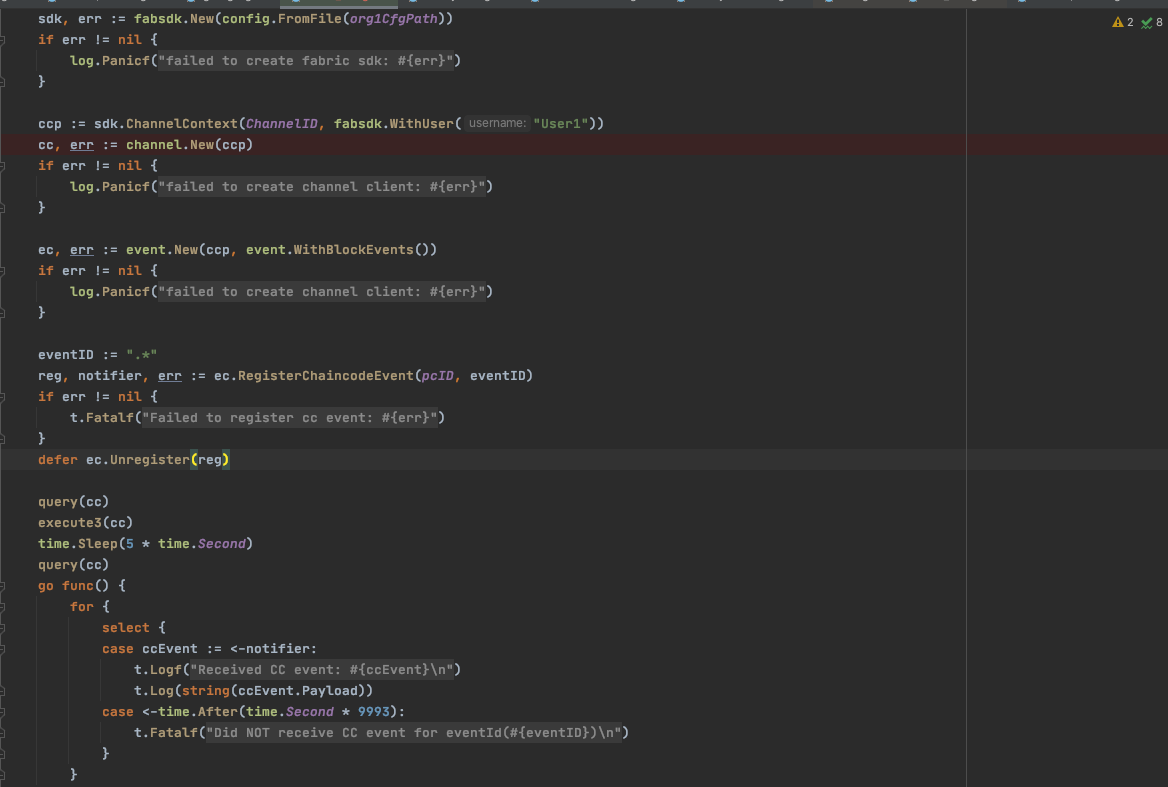 sdk, err := fabsdk.New(config.FromFile(org1CfgPath))
2 8
if err != nil {
log.Panicf("failed to create fabric sdk: #{err}")
}
ccp := sdk.ChannelContext(ChannelID, fabsdk.WithUser( username: "User1"))
cc, err := channel.New(ccp)
if err != nil {
log.Panicf("failed to create channel client: #{err}")
}
ec, err := event.New(ccp, event.WithBlockEvents())
if err != nil {
log.Panicf("failed to create channel client: #{err}")
}
eventID := ".*"
reg, notifier, err := ec.RegisterChaincodeEvent(pcID, eventID)
if err != nil {
t.Fatalf("Failed to register cc event: #{err}")
}
defer ec.Unregister(reg)
query(cc)
execute3(cc)
time.Sleep(5 * time.Second)
query(cc)
go func() {
for {
select {
case ccEvent := <-notifier:
t.Logf("Received CC event: #{ccEvent}\n")
t.Log(string(ccEvent.Payload))
case <-time.After(time.Second * 9993):
t.Fatalf("Did NOT receive CC event for eventId(#{eventID})\n")
}
}